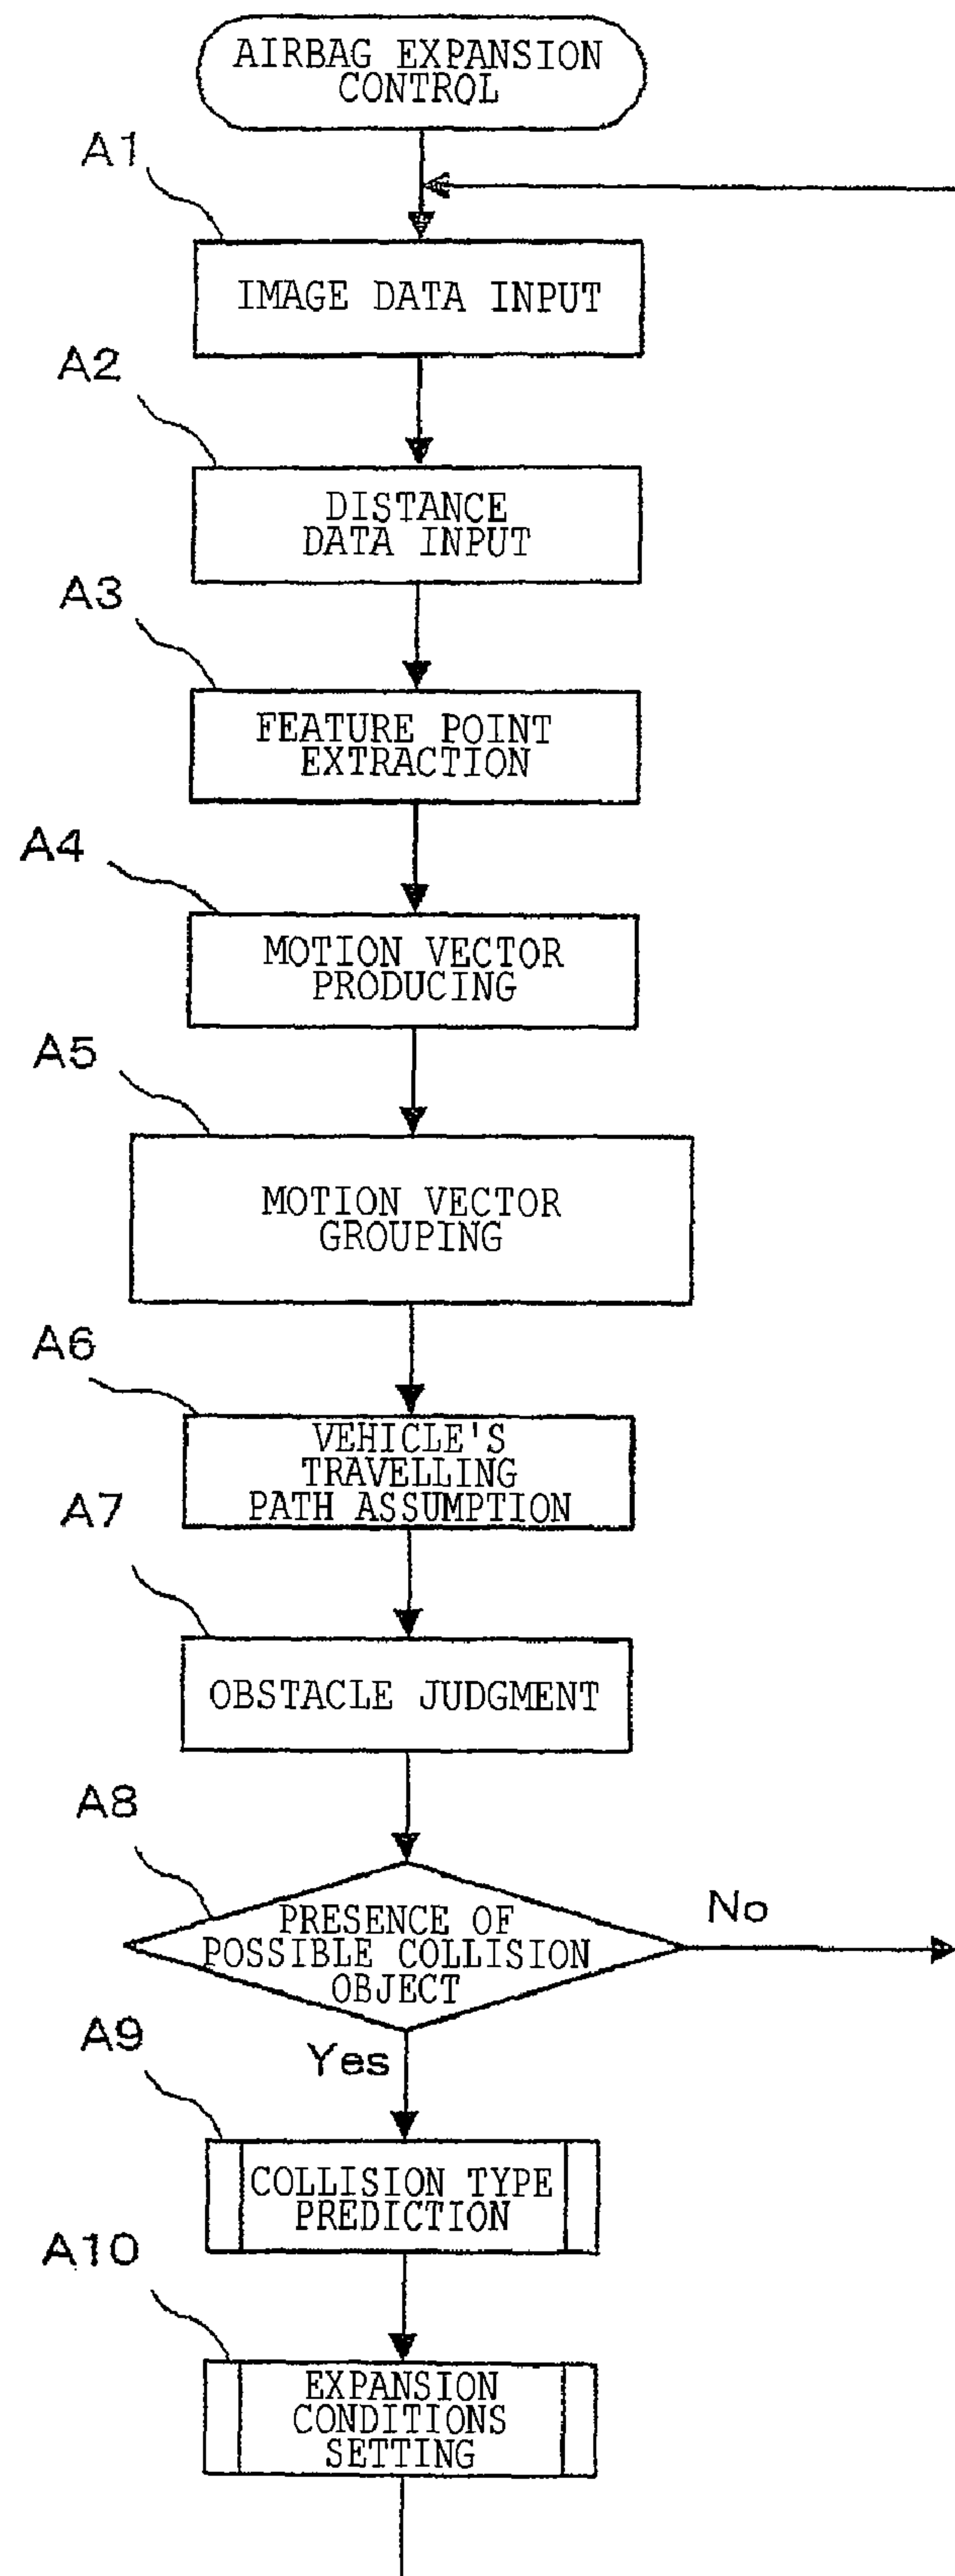 AIRBAG EXPANSION
CONTROL
A1
IMAGE DATA INPUT
A2
DISTANCE
DATA INPUT
A3
FEATURE POINT
EXTRACTION
A4
MOTION VECTOR
PRODUCING
A5
MOTION VECTOR
GROUPING
A6
VEHICLE'S
TRAVELLING
PATH ASSUMPTION
A7
OBSTACLE JUDGMENT
A8
PRESENCE OF
POSSIBLE COLLISION
OBJECT
No
Yes
A9
COLLISION TYPE
PREDICTION
A10
EXPANSION
CONDITIONS
SETTING